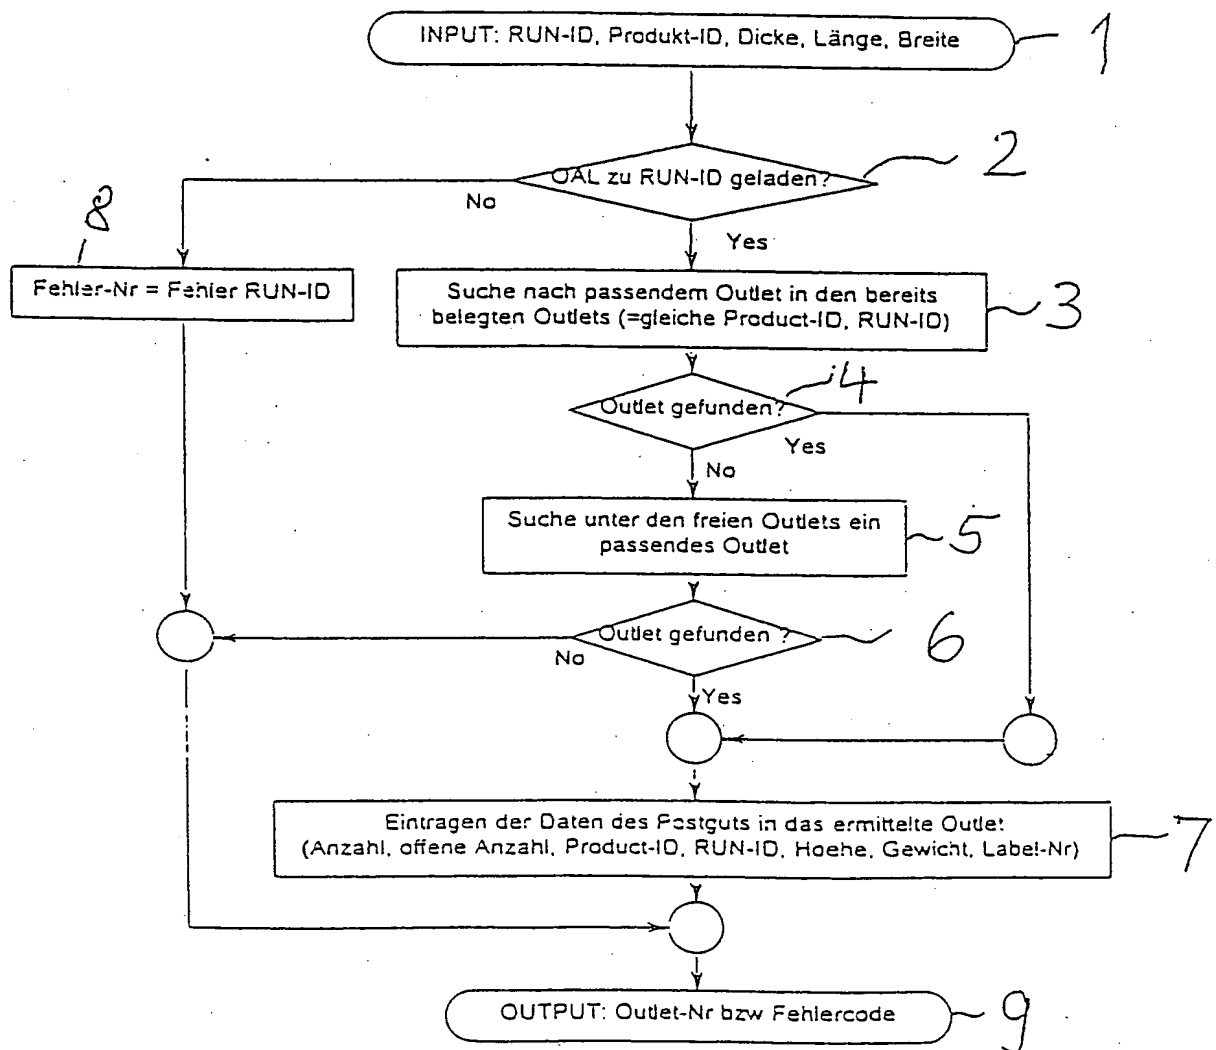 INPUT: RUN-ID, Produkt-ID, Dicke, Länge, Breite
1
OAL zu RUN-ID geladen?
2
No
Yes
8
Fehler-Nr = Fehler RUN-ID
Suche nach passendem Outlet in den bereits
belegten Outlets (=gleiche Product-ID, RUN-ID)
3
Outlet gefunden?
4
Yes
No
Suche unter den freien Outlets ein
passendes Outlet
5
Outlet gefunden ?
6
No
Yes
Eintragen der Daten des Postguts in das ermittelte Outlet
(Anzahl, offene Anzahl, Product-ID, RUN-ID, Hoehe, Gewicht, Label-Nr)
7
OUTPUT: Outlet-Nr bzw Fehlercode
9